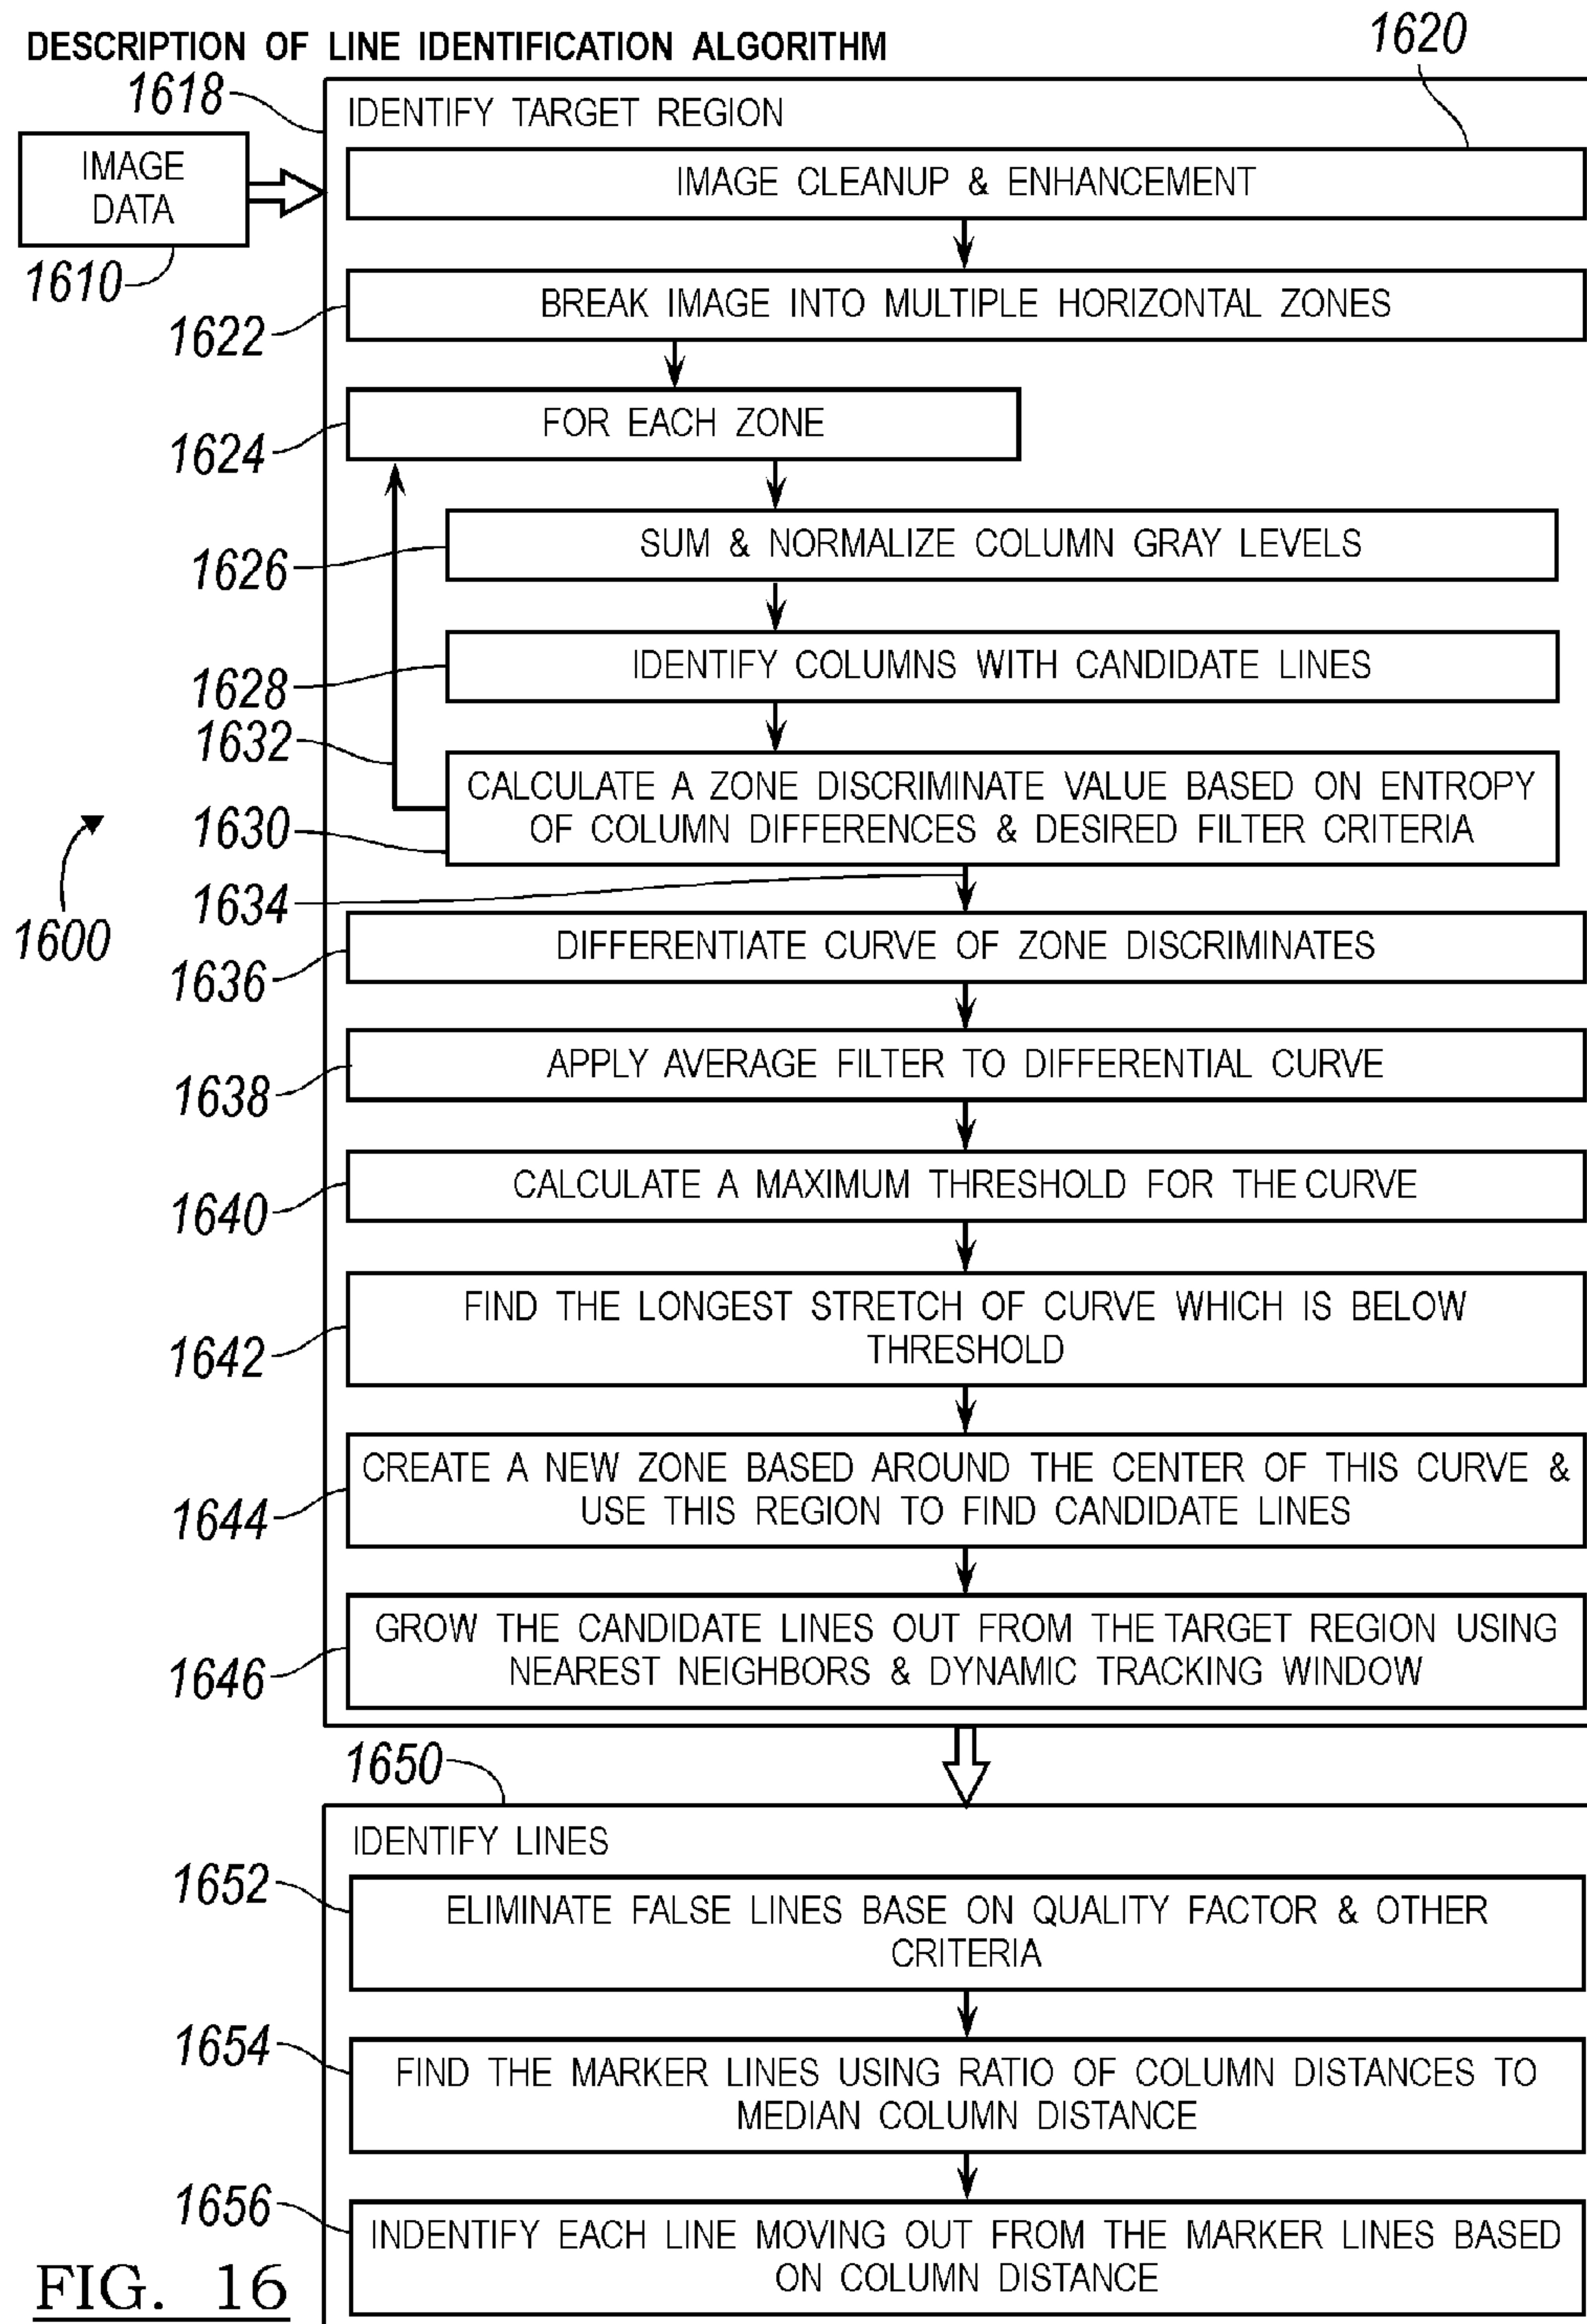 DESCRIPTION OF LINE IDENTIFICATION ALGORITHM
1620
1618
IDENTIFY TARGET REGION
IMAGE
DATA
1610
IMAGE CLEANUP & ENHANCEMENT
BREAK IMAGE INTO MULTIPLE HORIZONTAL ZONES
1622
FOR EACH ZONE
1624
SUM & NORMALIZE COLUMN GRAY LEVELS
1626
IDENTIFY COLUMNS WITH CANDIDATE LINES
1628
1632
CALCULATE A ZONE DISCRIMINATE VALUE BASED ON ENTROPY
OF COLUMN DIFFERENCES & DESIRED FILTER CRITERIA
1630
1634
1600
DIFFERENTIATE CURVE OF ZONE DISCRIMINATES
1636
APPLY AVERAGE FILTER TO DIFFERENTIAL CURVE
1638
CALCULATE A MAXIMUM THRESHOLD FOR THE CURVE
1640
FIND THE LONGEST STRETCH OF CURVE WHICH IS BELOW
THRESHOLD
1642
CREATE A NEW ZONE BASED AROUND THE CENTER OF THIS CURVE &
USE THIS REGION TO FIND CANDIDATE LINES
1644
GROW THE CANDIDATE LINES OUT FROM THE TARGET REGION USING
NEAREST NEIGHBORS & DYNAMIC TRACKING WINDOW
1646
1650
IDENTIFY LINES
1652
ELIMINATE FALSE LINES BASE ON QUALITY FACTOR & OTHER
CRITERIA
1654
FIND THE MARKER LINES USING RATIO OF COLUMN DISTANCES TO
MEDIAN COLUMN DISTANCE
1656
INDENTIFY EACH LINE MOVING OUT FROM THE MARKER LINES BASED
ON COLUMN DISTANCE
FIG. 16